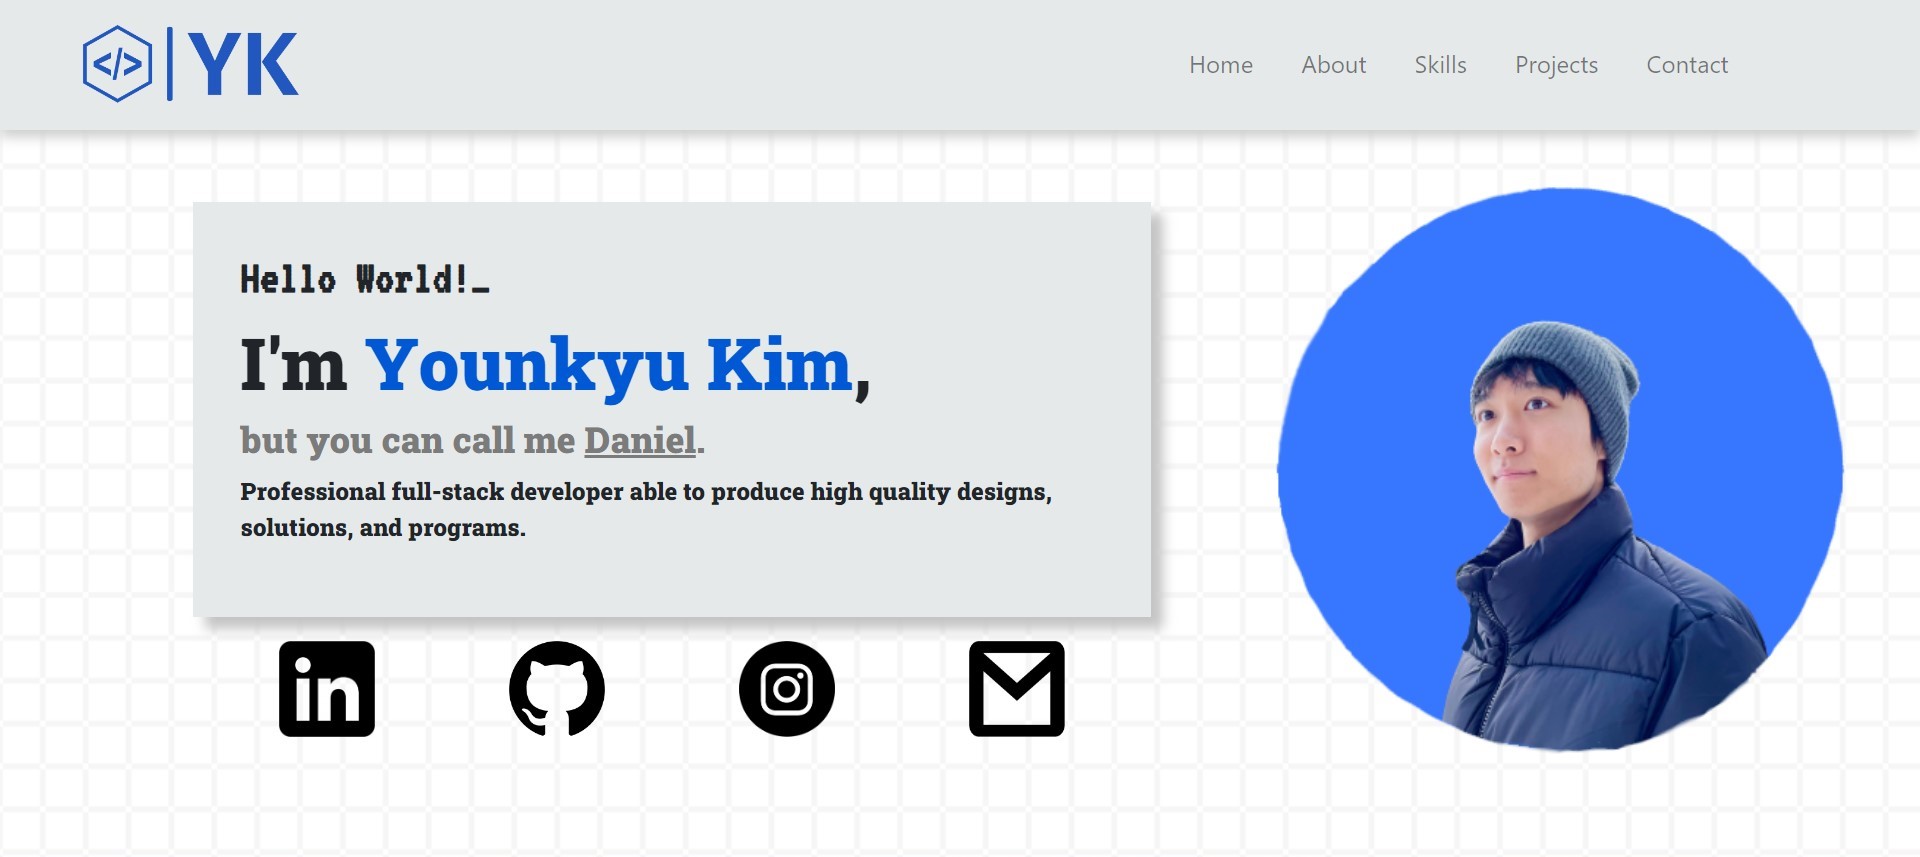 </> | YK
Home About Skills Projects Contact
Hello World!_
I'm Younkyu Kim,
but you can call me Daniel.
Professional full-stack developer able to produce high quality designs,
solutions, and programs.
in